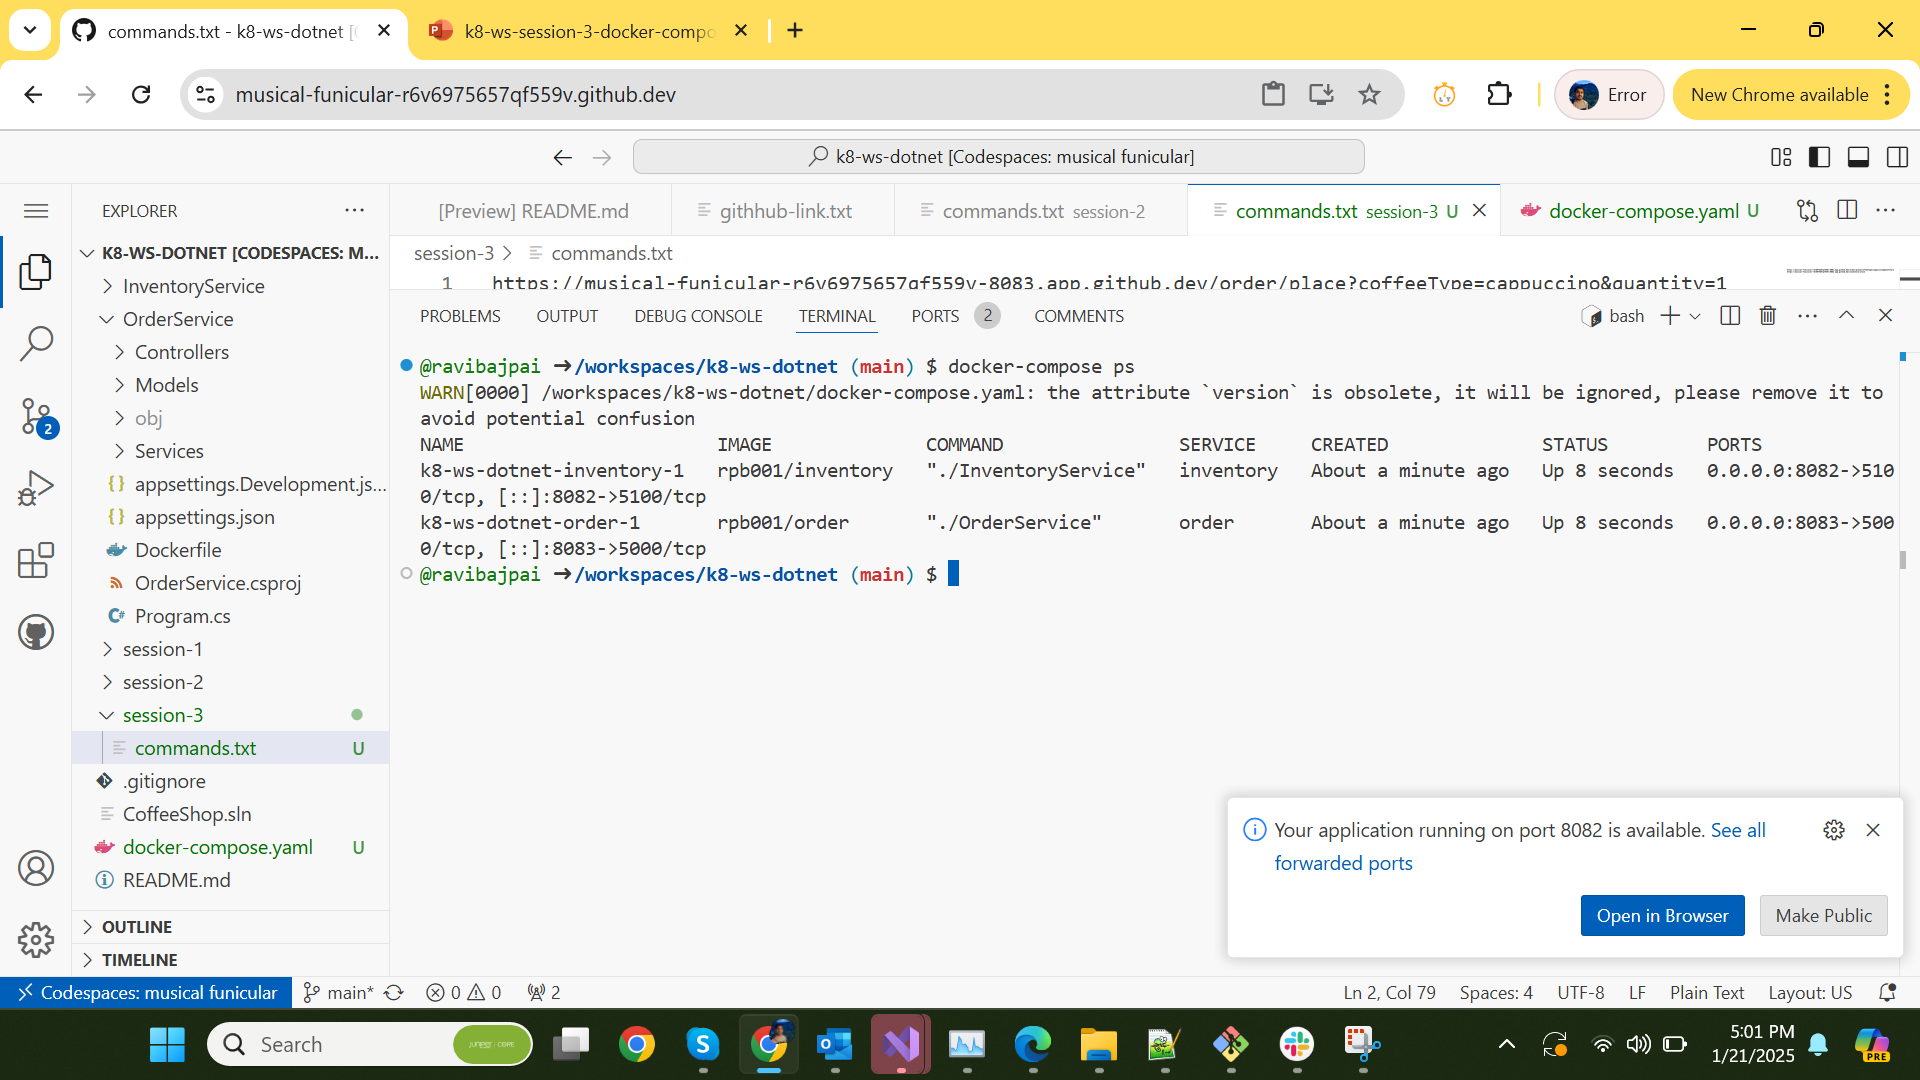 commands.txt - k8-ws-dotnet [
k8-ws-session-3-docker-compo
musical-funicular-r6v6975657qf559v.github.dev
Error
New Chrome available
k8-ws-dotnet [Codespaces: musical funicular]
EXPLORER
[Preview] README.md
githhub-link.txt
commands.txt session-2
commands.txt session-3 U
docker-compose.yaml U
session-3 > commands.txt
1 https://musical-funicular-r6v6975657qf559v-8083.app.github.dev/order/place?coffeeType=cappuccino&quantity=1
K8-WS-DOTNET [CODESPACES: M...
InventoryService
OrderService
Controllers
Models
obj
Services
appsettings.Development.js...
appsettings.json
Dockerfile
OrderService.csproj
Program.cs
session-1
session-2
session-3
commands.txt U
.gitignore
CoffeeShop.sln
docker-compose.yaml U
README.md
OUTLINE
TIMELINE
PROBLEMS OUTPUT DEBUG CONSOLE TERMINAL PORTS 2 COMMENTS
bash
@ravibajpai →/workspaces/k8-ws-dotnet (main) $ docker-compose ps
WARN[0000] /workspaces/k8-ws-dotnet/docker-compose.yaml: the attribute `version` is obsolete, it will be ignored, please remove it to
avoid potential confusion
NAME IMAGE COMMAND SERVICE CREATED STATUS PORTS
k8-ws-dotnet-inventory-1 rpb001/inventory "./InventoryService" inventory About a minute ago Up 8 seconds 0.0.0.0:8082->510
0/tcp, [::]:8082->5100/tcp
k8-ws-dotnet-order-1 rpb001/order "./OrderService" order About a minute ago Up 8 seconds 0.0.0.0:8083->500
0/tcp, [::]:8083->5000/tcp
@ravibajpai →/workspaces/k8-ws-dotnet (main) $
Your application running on port 8082 is available. See all
forwarded ports
Open in Browser
Make Public
2
Codespaces: musical funicular
main*
0 0
2
Ln 2, Col 79
Spaces: 4
UTF-8
LF
Plain Text
Layout: US
Search
5:01 PM
1/21/2025
PRE